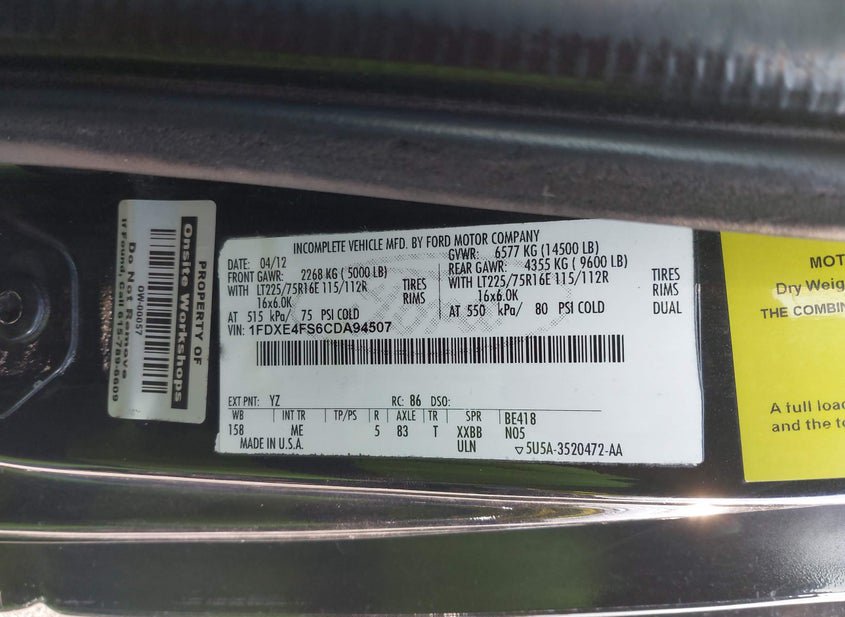 PROPERTY OF
Onsite Workshops
OW-00057
Do Not Remove
If Found, Call 615-789-6609
INCOMPLETE VEHICLE MFD. BY FORD MOTOR COMPANY
DATE: 04/12 GVWR: 6577 KG (14500 LB)
FRONT GAWR: 2268 KG ( 5000 LB) REAR GAWR: 4355 KG ( 9600 LB)
WITH LT225/75R16E 115/112R TIRES WITH LT225/75R16E 115/112R TIRES
16x6.0K RIMS 16x6.0K RIMS
AT 515 kPa/ 75 PSI COLD AT 550 kPa/ 80 PSI COLD DUAL
VIN: 1FDXE4FS6CDA94507
EXT PNT: YZ RC: 86 DSO:
WB INT TR TP/PS R AXLE TR SPR BE418
158 ME 5 83 T XXBB N05
MADE IN U.S.A. ULN ▽5U5A-3520472-AA
MOT
Dry Weig
THE COMBIN
A full loa
and the to